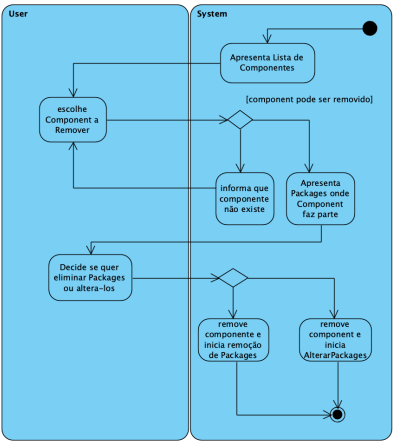 User
System
Apresenta Lista de
Componentes
escolhe
Component a
Remover
[component pode ser removido]
informa que
componente
não existe
Apresenta
Packages onde
Component
faz parte
Decide se quer
eliminar Packages
ou altera-los
remove
componente e
inicia remoção
de Packages
remove
component e
inicia
AlterarPackages